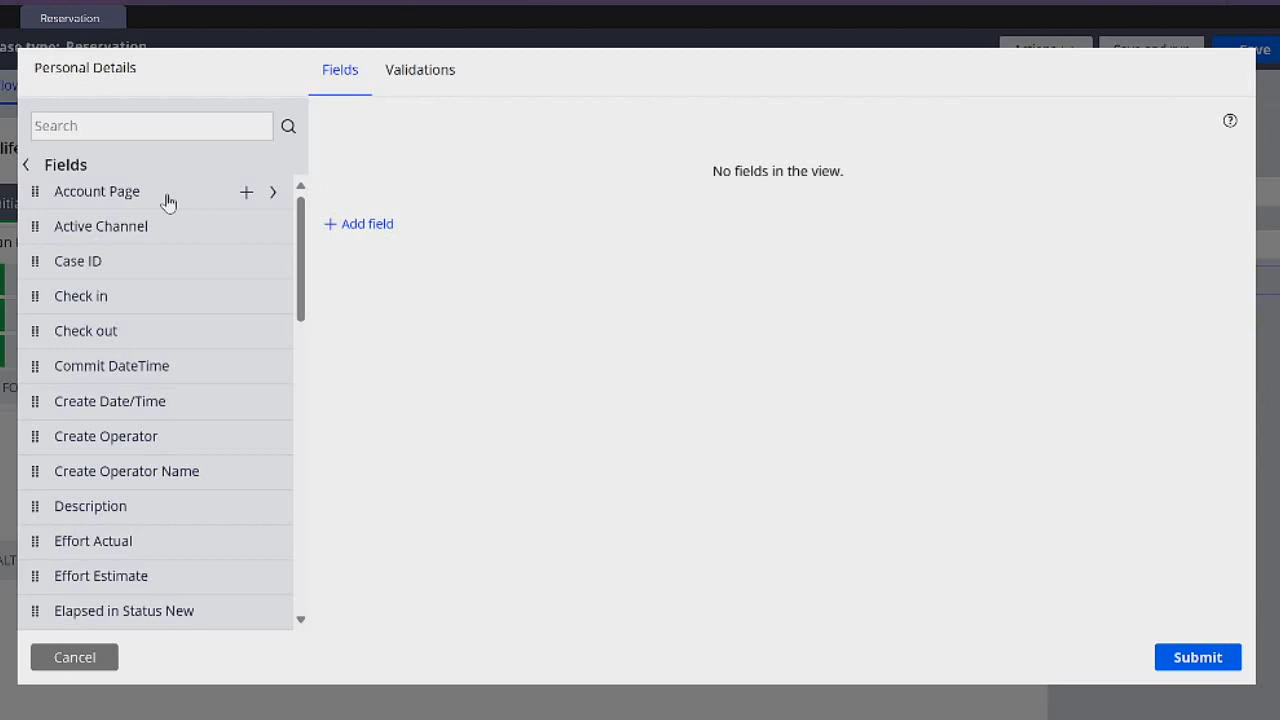 Reservation
ase type: Reservation
Save
Personal Details
Fields
Validations
Search
Fields
Account Page
Active Channel
Case ID
Check in
Check out
Commit DateTime
Create Date/Time
Create Operator
Create Operator Name
Description
Effort Actual
Effort Estimate
Elapsed in Status New
No fields in the view.
+ Add field
Cancel
Submit